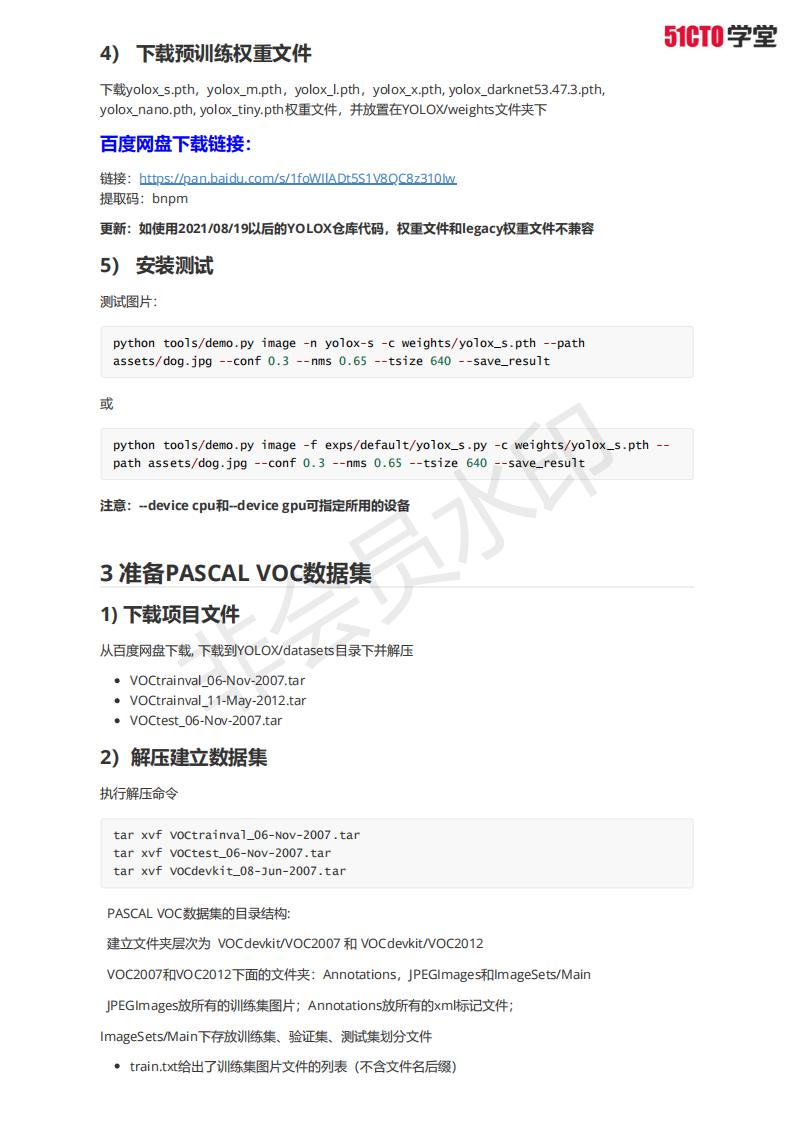 51CTO学堂
4） 下载预训练权重文件
下载yolox_s.pth，yolox_m.pth，yolox_l.pth，yolox_x.pth, yolox_darknet53.47.3.pth,
yolox_nano.pth, yolox_tiny.pth权重文件，并放置在YOLOX/weights文件夹下
百度网盘下载链接：
链接：https://pan.baidu.com/s/1foWIlADt5S1V8QC8z310lw
提取码：bnpm
更新：如使用2021/08/19以后的YOLOX仓库代码，权重文件和legacy权重文件不兼容
5） 安装测试
测试图片：
python tools/demo.py image -n yolox-s -c weights/yolox_s.pth --path
assets/dog.jpg --conf 0.3 --nms 0.65 --tsize 640 --save_result
或
python tools/demo.py image -f exps/default/yolox_s.py -c weights/yolox_s.pth --
path assets/dog.jpg --conf 0.3 --nms 0.65 --tsize 640 --save_result
注意：--device cpu和--device gpu可指定所用的设备
非会员水印
3 准备PASCAL VOC数据集
1) 下载项目文件
从百度网盘下载, 下载到YOLOX/datasets目录下并解压
• VOCtrainval_06-Nov-2007.tar
• VOCtrainval_11-May-2012.tar
• VOCtest_06-Nov-2007.tar
2）解压建立数据集
执行解压命令
tar xvf VOCtrainval_06-Nov-2007.tar
tar xvf VOCtest_06-Nov-2007.tar
tar xvf VOCdevkit_08-Jun-2007.tar
PASCAL VOC数据集的目录结构:
建立文件夹层次为 VOCdevkit/VOC2007 和 VOCdevkit/VOC2012
VOC2007和VOC2012下面的文件夹：Annotations，JPEGImages和ImageSets/Main
JPEGImages放所有的训练集图片；Annotations放所有的xml标记文件；
ImageSets/Main下存放训练集、验证集、测试集划分文件
• train.txt给出了训练集图片文件的列表（不含文件名后缀）